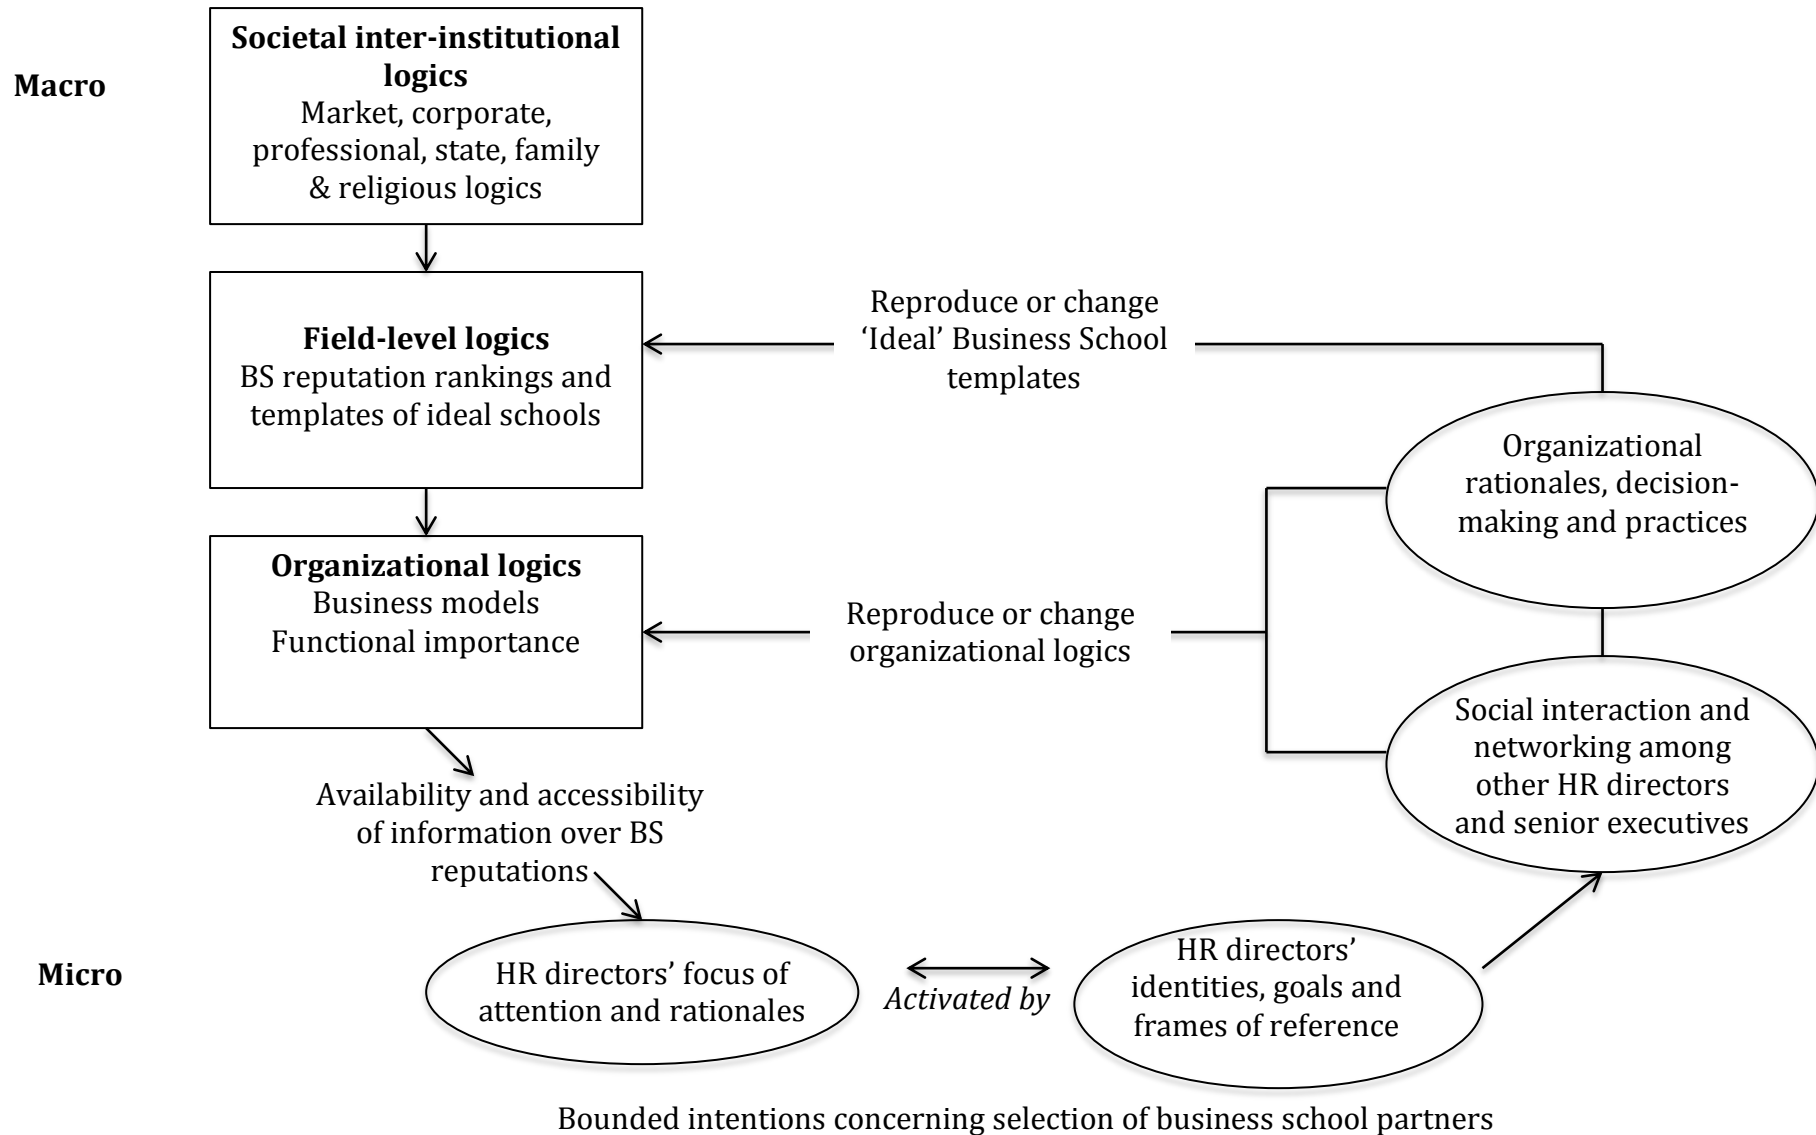 Macro
Societal inter-institutional
logics
Market, corporate,
professional, state, family
& religious logics
Field-level logics
BS reputation rankings and
templates of ideal schools
Reproduce or change
‘Ideal’ Business School
templates
Organizational
rationales, decision-
making and practices
Organizational logics
Business models
Functional importance
Reproduce or change
organizational logics
Social interaction and
networking among
other HR directors
and senior executives
Availability and accessibility
of information over BS
reputations
Micro
HR directors’ focus of
attention and rationales
Activated by
HR directors’
identities, goals and
frames of reference
Bounded intentions concerning selection of business school partners